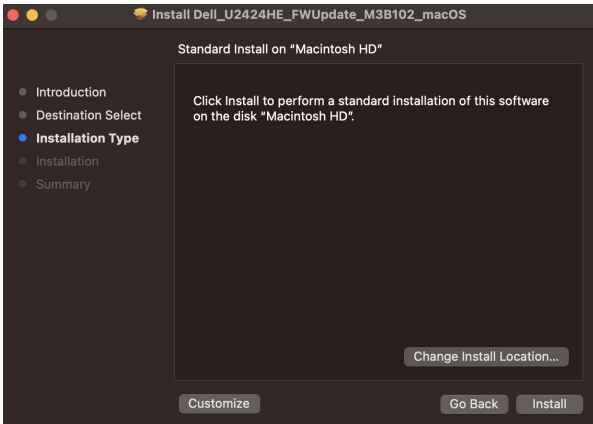 Install Dell_U2424HE_FWUpdate_M3B102_macOS
Standard Install on “Macintosh HD”
Introduction
Destination Select
Installation Type
Installation
Summary
Click Install to perform a standard installation of this software
on the disk “Macintosh HD”.
Change Install Location...
Customize
Go Back
Install